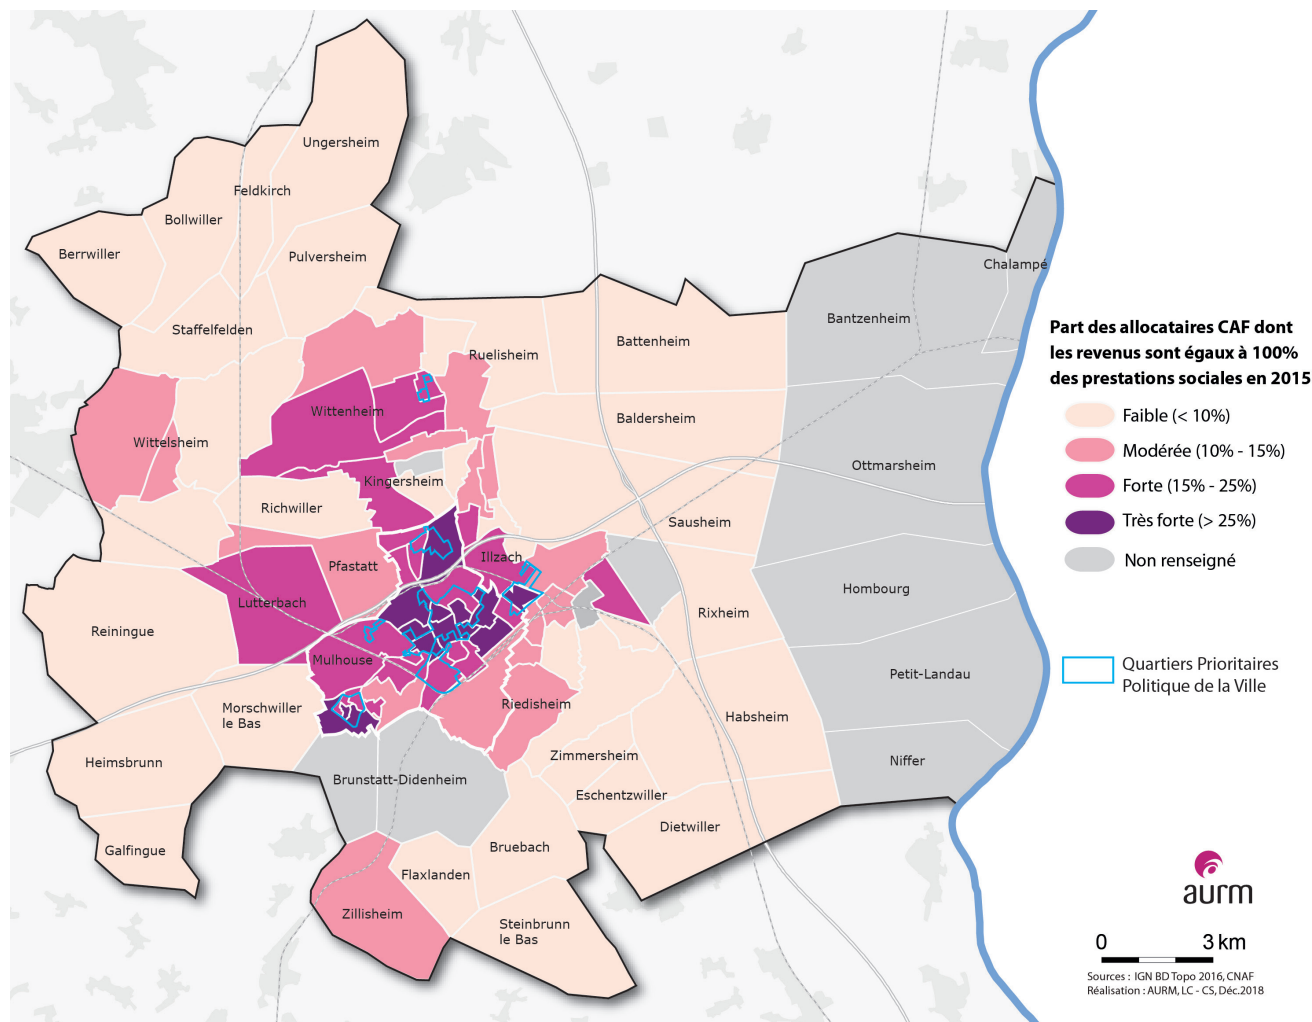 Ungersheim
Feldkirch
Bollwiller
Berrwiller
Pulversheim
Staffelfelden
Ruelisheim
Battenheim
Bantzenheim
Chalampé
Wittenheim
Baldersheim
Wittelsheim
Ottmarsheim
Kingersheim
Richwiller
Sausheim
Illzach
Pfastatt
Hombourg
Lutterbach
Rixheim
Reiningue
Mulhouse
Petit-Landau
Riedisheim
Morschwiller
le Bas
Habsheim
Zimmersheim
Heimsbrunn
Niffer
Brunstatt-Didenheim
Eschentzwiller
Dietwiller
Galfingue
Bruebach
Flaxlanden
Zillisheim
Steinbrunn
le Bas
Part des allocataires CAF dont
les revenus sont égaux à 100%
des prestations sociales en 2015
Faible (< 10%)
Modérée (10% - 15%)
Forte (15% - 25%)
Très forte (> 25%)
Non renseigné
Quartiers Prioritaires
Politique de la Ville
aurm
0 3 km
Sources : IGN BD Topo 2016, CNAF
Réalisation : AURM, LC - CS, Déc.2018